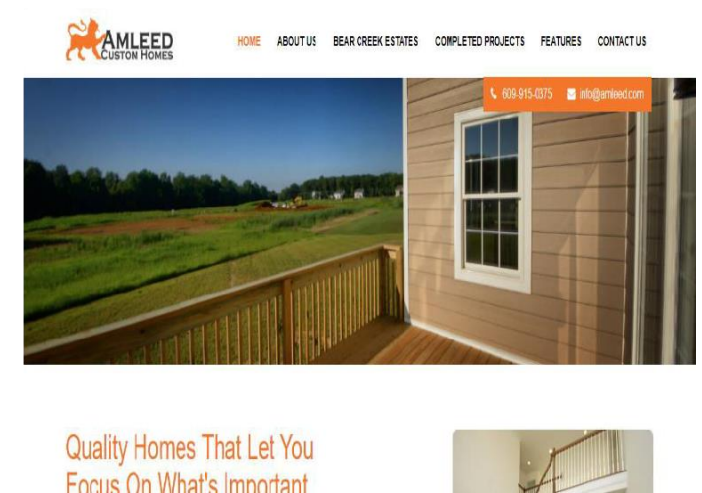 AMLEED
CUSTON HOMES
HOME ABOUT US BEAR CREEK ESTATES COMPLETED PROJECTS FEATURES CONTACT US
609-915-0375 info@amleed.com
Quality Homes That Let You
Focus On What's Important